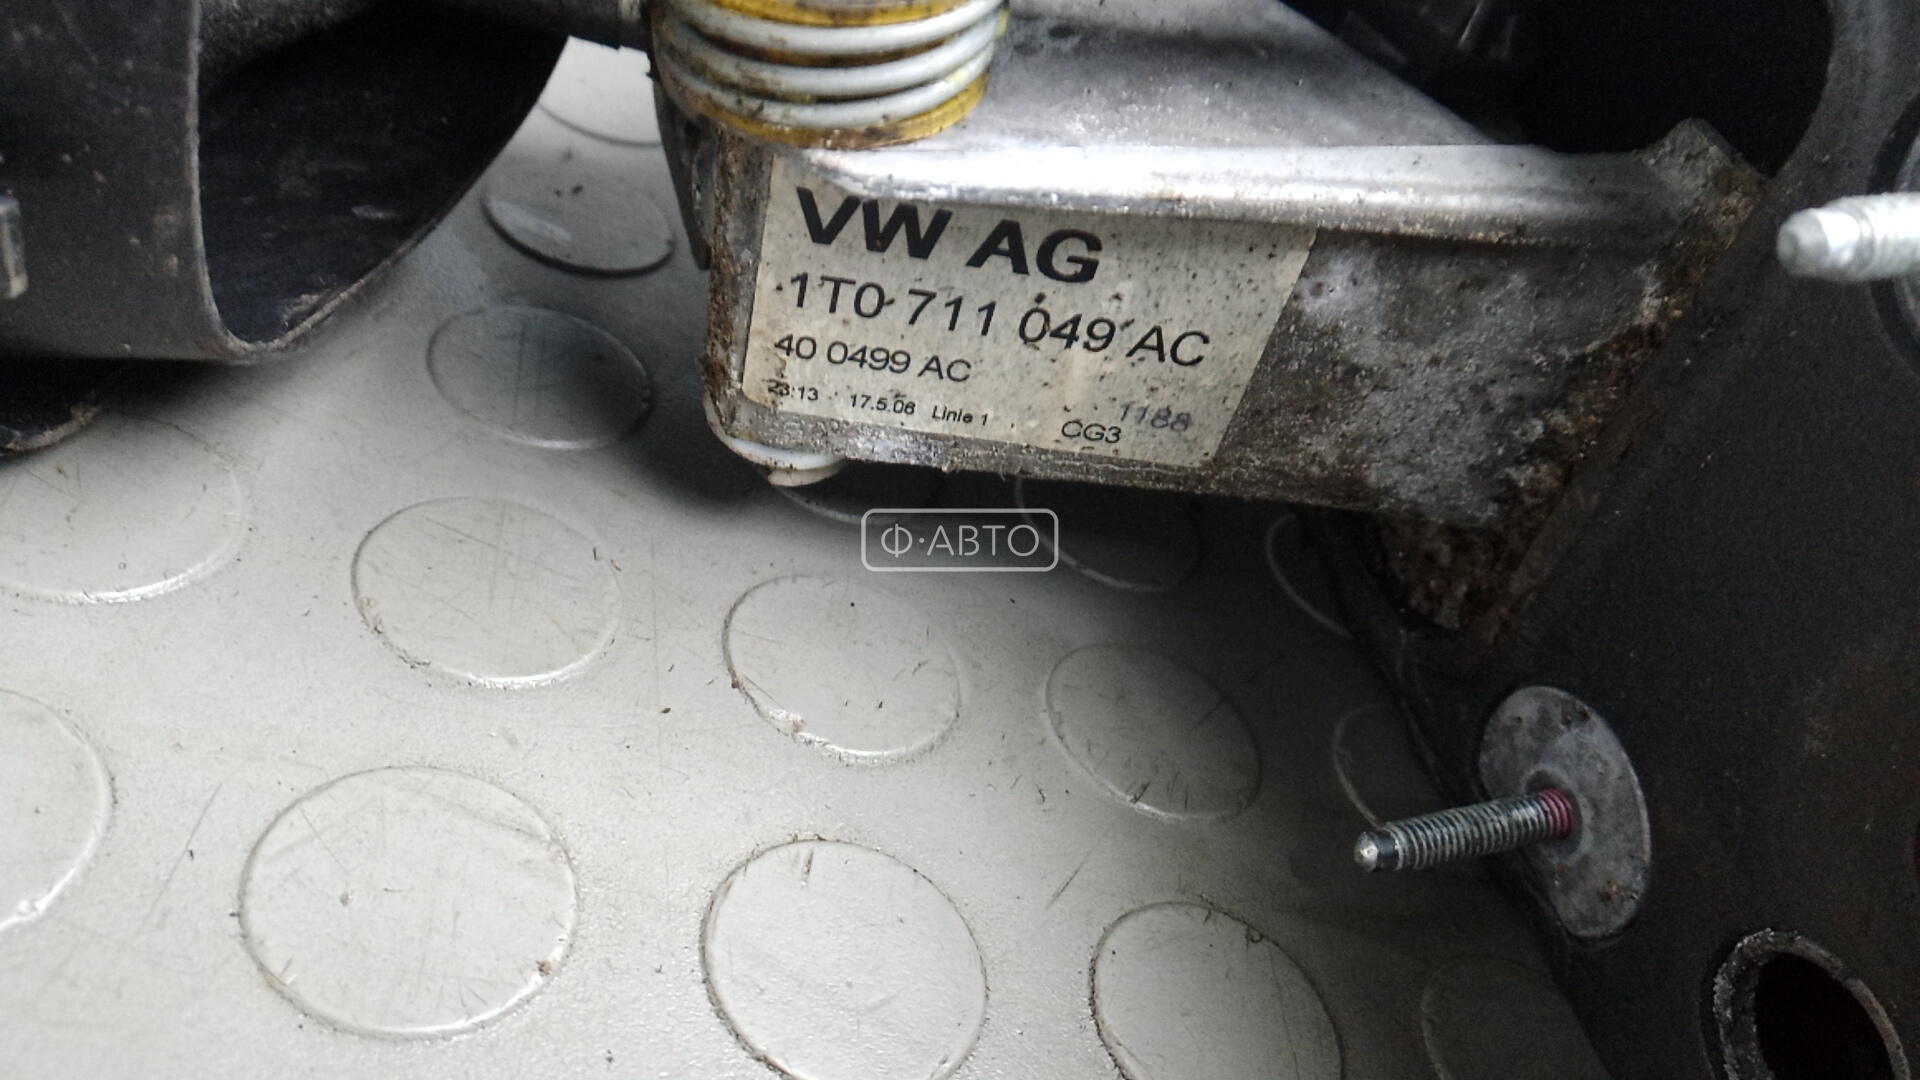 VW AG
1T0 711 049 AC
40 0499 AC
23:13 17.5.06 Linie 1 CG3 1188
Ф·АВТО